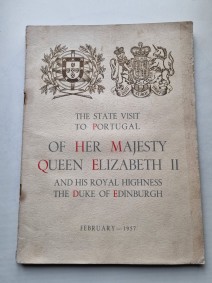 THE STATE VISIT
TO PORTUGAL
OF HER MAJESTY
QUEEN ELIZABETH II
AND HIS ROYAL HIGHNESS
THE DUKE OF EDINBURGH
FEBRUARY — 1957